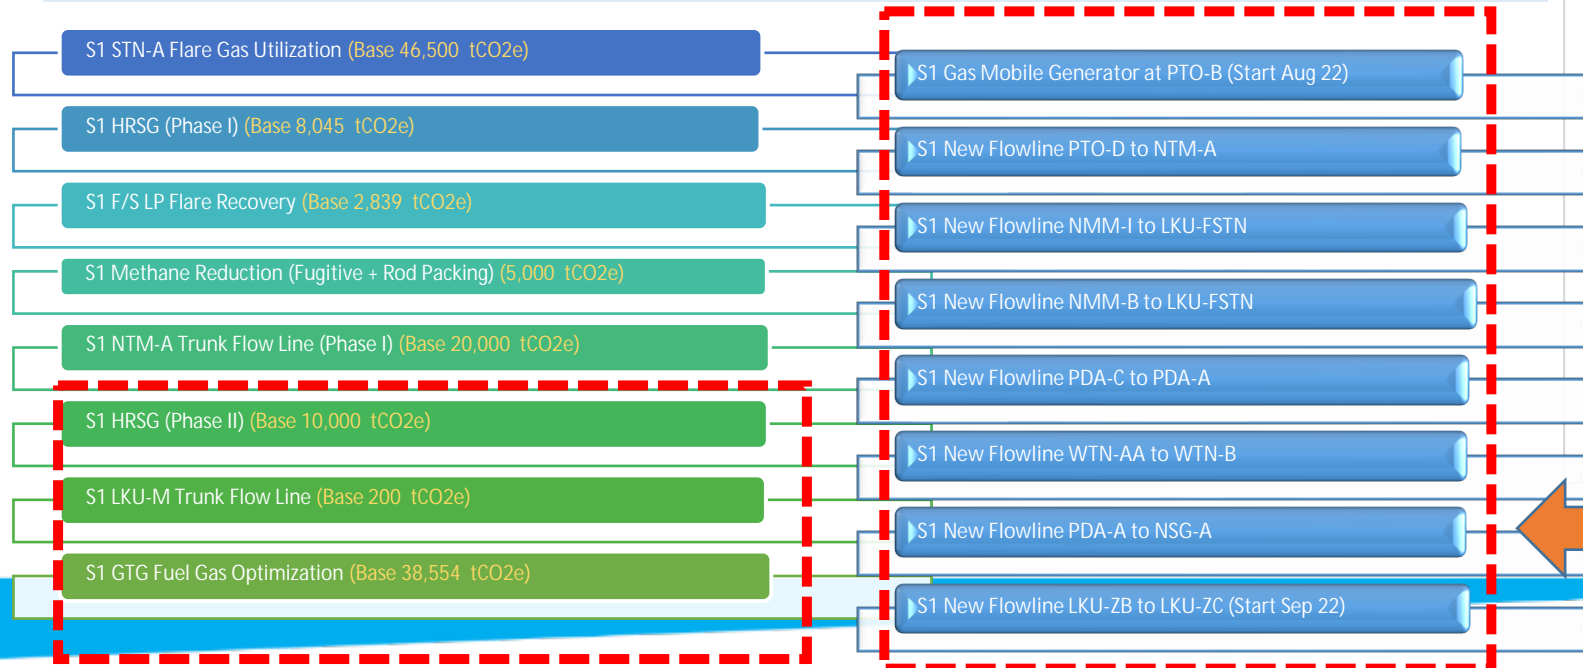 S1 STN-A Flare Gas Utilization (Base 46,500 tCO2e)
S1 HRSG (Phase I) (Base 8,045 tCO2e)
S1 F/S LP Flare Recovery (Base 2,839 tCO2e)
S1 Methane Reduction (Fugitive + Rod Packing) (5,000 tCO2e)
S1 NTM-A Trunk Flow Line (Phase I) (Base 20,000 tCO2e)
S1 HRSG (Phase II) (Base 10,000 tCO2e)
S1 LKU-M Trunk Flow Line (Base 200 tCO2e)
S1 GTG Fuel Gas Optimization (Base 38,554 tCO2e)
S1 Gas Mobile Generator at PTO-B (Start Aug 22)
S1 New Flowline PTO-D to NTM-A
S1 New Flowline NMM-I to LKU-FSTN
S1 New Flowline NMM-B to LKU-FSTN
S1 New Flowline PDA-C to PDA-A
S1 New Flowline WTN-AA to WTN-B
S1 New Flowline PDA-A to NSG-A
S1 New Flowline LKU-ZB to LKU-ZC (Start Sep 22)